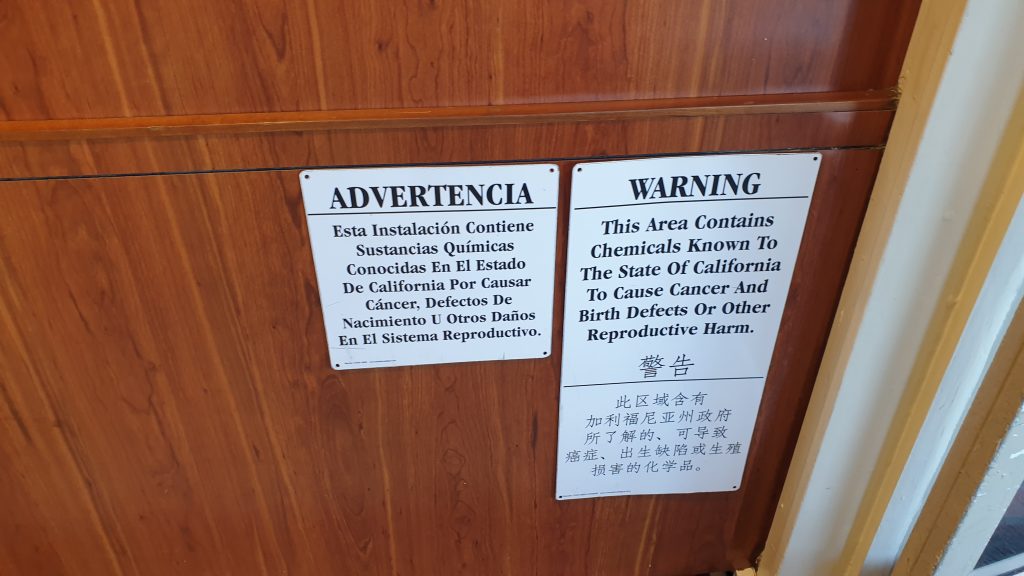 ADVERTENCIA
Esta Instalación Contiene
Sustancias Químicas
Conocidas En El Estado
De California Por Causar
Cáncer, Defectos De
Nacimiento U Otros Daños
En El Sistema Reproductivo.
WARNING
This Area Contains
Chemicals Known To
The State Of California
To Cause Cancer And
Birth Defects Or Other
Reproductive Harm.
警告
此区域含有
加利福尼亚州政府
所了解的、可导致
癌症、出生缺陷或生殖
损害的化学品。